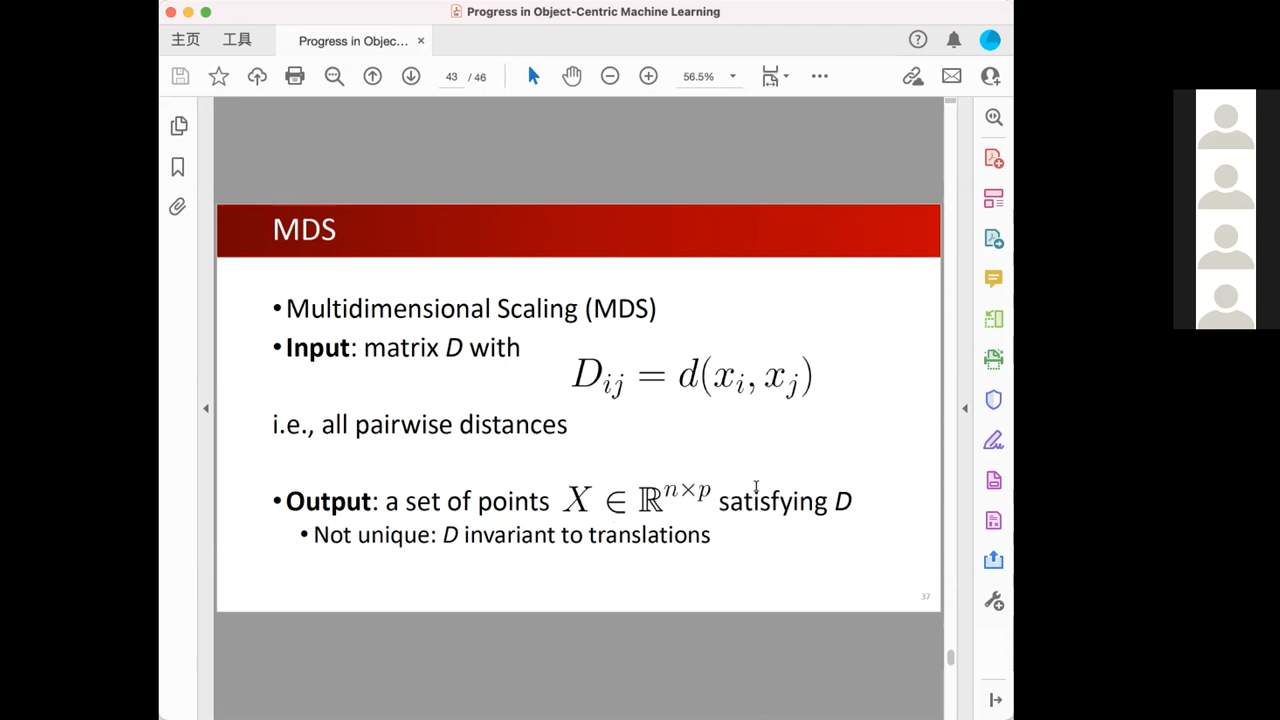 Progress in Object-Centric Machine Learning
主页 工具 Progress in Objec... ×
43 / 46 56.5%
MDS
•Multidimensional Scaling (MDS)
•Input: matrix D with
D_{ij} = d(x_i, x_j)
i.e., all pairwise distances
•Output: a set of points X ∈ ℝ^{n×p} satisfying D
•Not unique: D invariant to translations
37